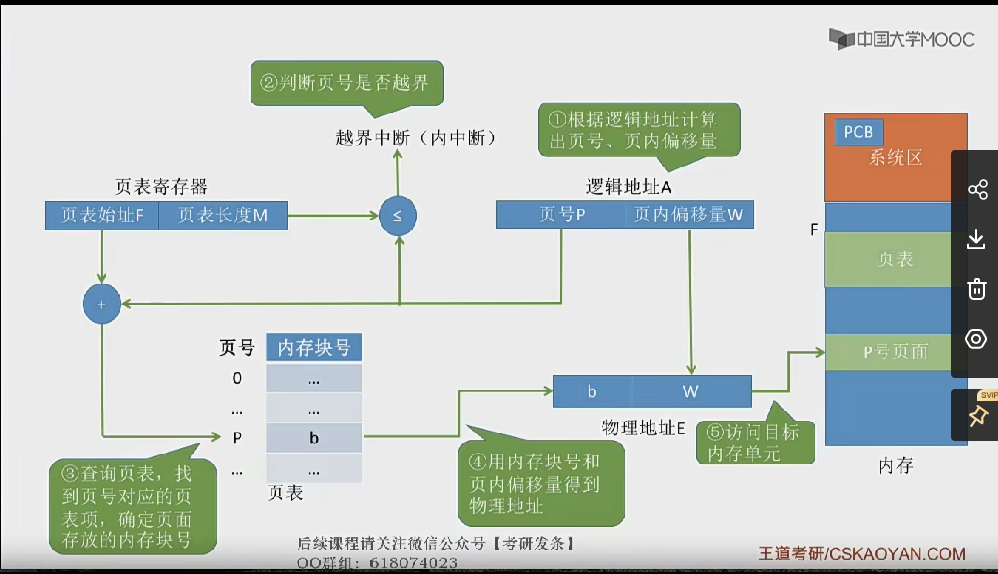 中国大学MOOC
②判断页号是否越界
越界中断（内中断）
①根据逻辑地址计算
出页号、页内偏移量
PCB
系统区
页表寄存器
逻辑地址A
页表始址F
页表长度M
≤
页号P
页内偏移量W
F
页表
+
页号
内存块号
0
...
...
...
P
b
...
...
页表
P号页面
b
W
物理地址E
⑤访问目标
内存单元
内存
③查询页表，找
到页号对应的页
表项，确定页面
存放的内存块号
④用内存块号和
页内偏移量得到
物理地址
后续课程请关注微信公众号【考研发条】
QQ群组：618074023
王道考研/CSKAOYAN.COM
SVIP